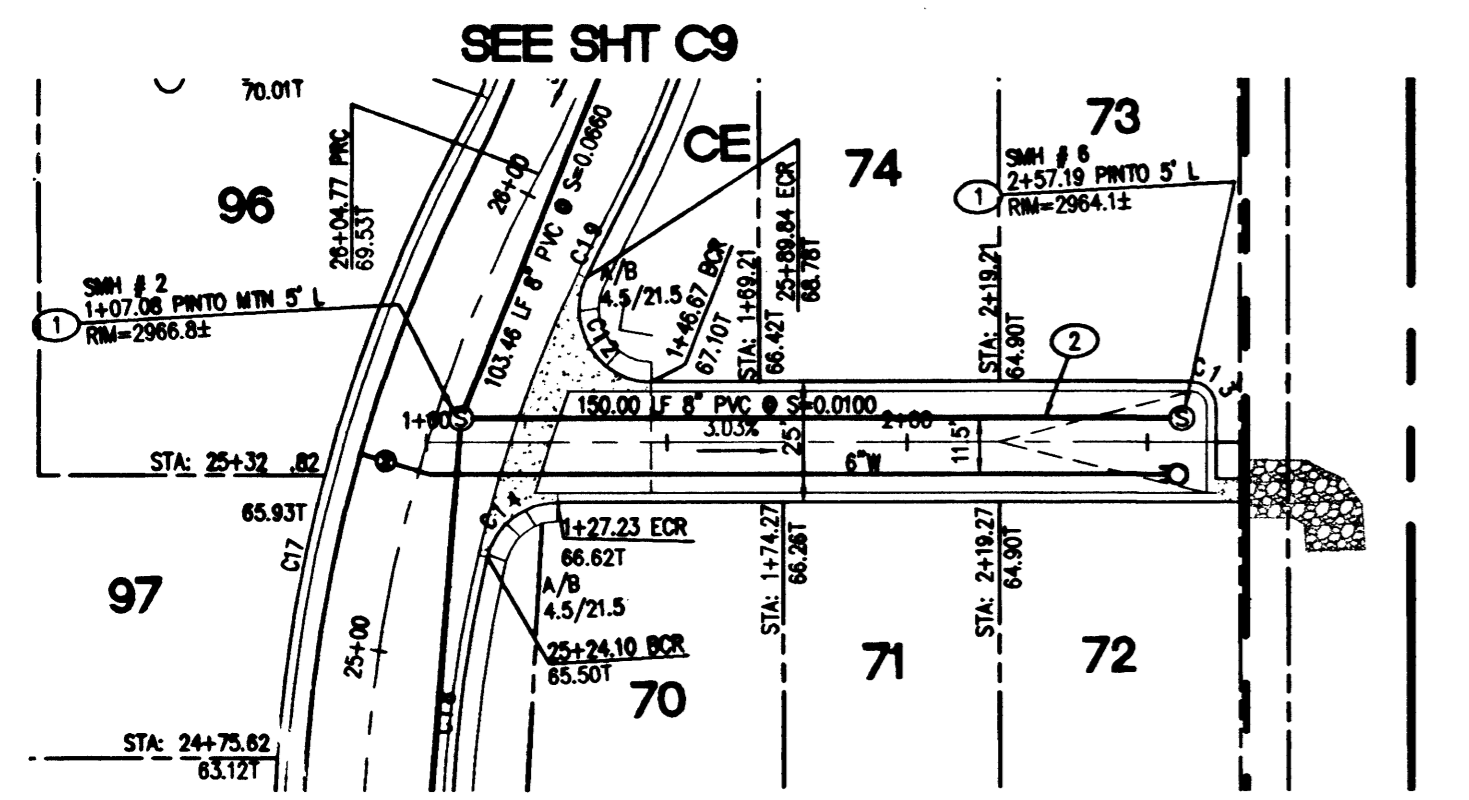 SEE SHT C9
70.01T
26+04.77 PRC
69.53T
26+00
103.46 LF 8" PVC @ S=0.0660
C19
CE
25+89.84 ECR
68.78T
74
73
SMH # 6
2+57.19 PINTO 5' L
1
RIM=2964.1±
96
SMH # 2
1+07.08 PINTO MTN 5' L
1
RIM=2966.8±
A/B
4.5/21.5
C12
1+46.67 BCR
67.10T
STA: 1+69.21
66.42T
STA: 2+19.21
64.90T
2
C13
1+00
S
150.00 LF 8" PVC @ S=0.0100
S
3.03%
25'
2+00
11.5'
6"W
STA: 25+32.82
65.93T
C14
1+27.23 ECR
66.62T
A/B
4.5/21.5
25+24.10 BCR
65.50T
STA: 1+74.27
66.26T
STA: 2+19.27
64.90T
C17
97
25+00
C18
70
71
72
STA: 24+75.62
63.12T